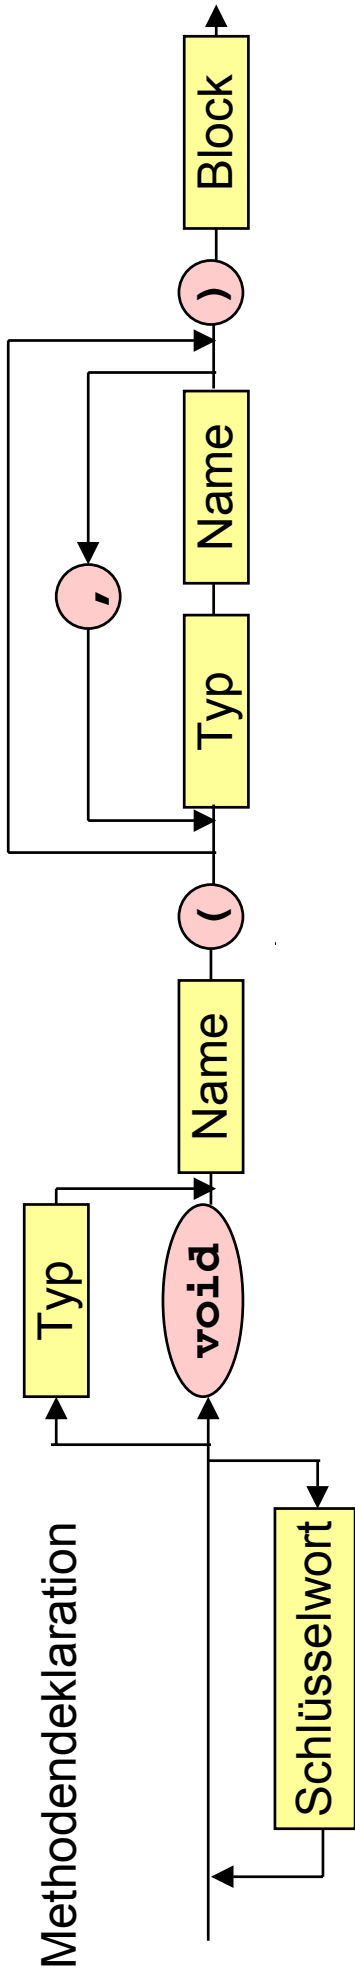 Methodendeklaration
Schlüsselwort
Typ
void
Name
(
Typ
Name
,
)
Block